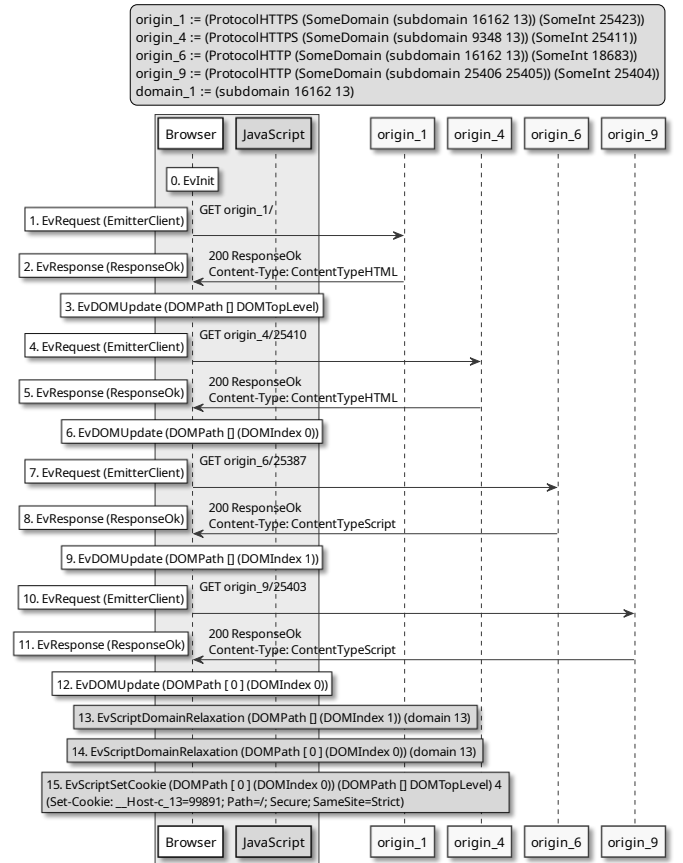 origin_1 := (ProtocolHTTPS (SomeDomain (subdomain 16162 13)) (SomeInt 25423))
origin_4 := (ProtocolHTTPS (SomeDomain (subdomain 9348 13)) (SomeInt 25411))
origin_6 := (ProtocolHTTP (SomeDomain (subdomain 16162 13)) (SomeInt 18683))
origin_9 := (ProtocolHTTP (SomeDomain (subdomain 25406 25405)) (SomeInt 25404))
domain_1 := (subdomain 16162 13)
Browser JavaScript origin_1 origin_4 origin_6 origin_9
0. EvInit
GET origin_1/
1. EvRequest (EmitterClient)
200 ResponseOk
2. EvResponse (ResponseOk)
Content-Type: ContentTypeHTML
3. EvDOMUpdate (DOMPath [] DOMTopLevel)
GET origin_4/25410
4. EvRequest (EmitterClient)
200 ResponseOk
5. EvResponse (ResponseOk)
Content-Type: ContentTypeHTML
6. EvDOMUpdate (DOMPath [] (DOMIndex 0))
GET origin_6/25387
7. EvRequest (EmitterClient)
200 ResponseOk
8. EvResponse (ResponseOk)
Content-Type: ContentTypeScript
9. EvDOMUpdate (DOMPath [] (DOMIndex 1))
GET origin_9/25403
10. EvRequest (EmitterClient)
200 ResponseOk
11. EvResponse (ResponseOk)
Content-Type: ContentTypeScript
12. EvDOMUpdate (DOMPath [ 0 ] (DOMIndex 0))
13. EvScriptDomainRelaxation (DOMPath [] (DOMIndex 1)) (domain 13)
14. EvScriptDomainRelaxation (DOMPath [ 0 ] (DOMIndex 0)) (domain 13)
15. EvScriptSetCookie (DOMPath [ 0 ] (DOMIndex 0)) (DOMPath [] DOMTopLevel) 4
(Set-Cookie: __Host-c_13=99891; Path=/; Secure; SameSite=Strict)
Browser JavaScript origin_1 origin_4 origin_6 origin_9